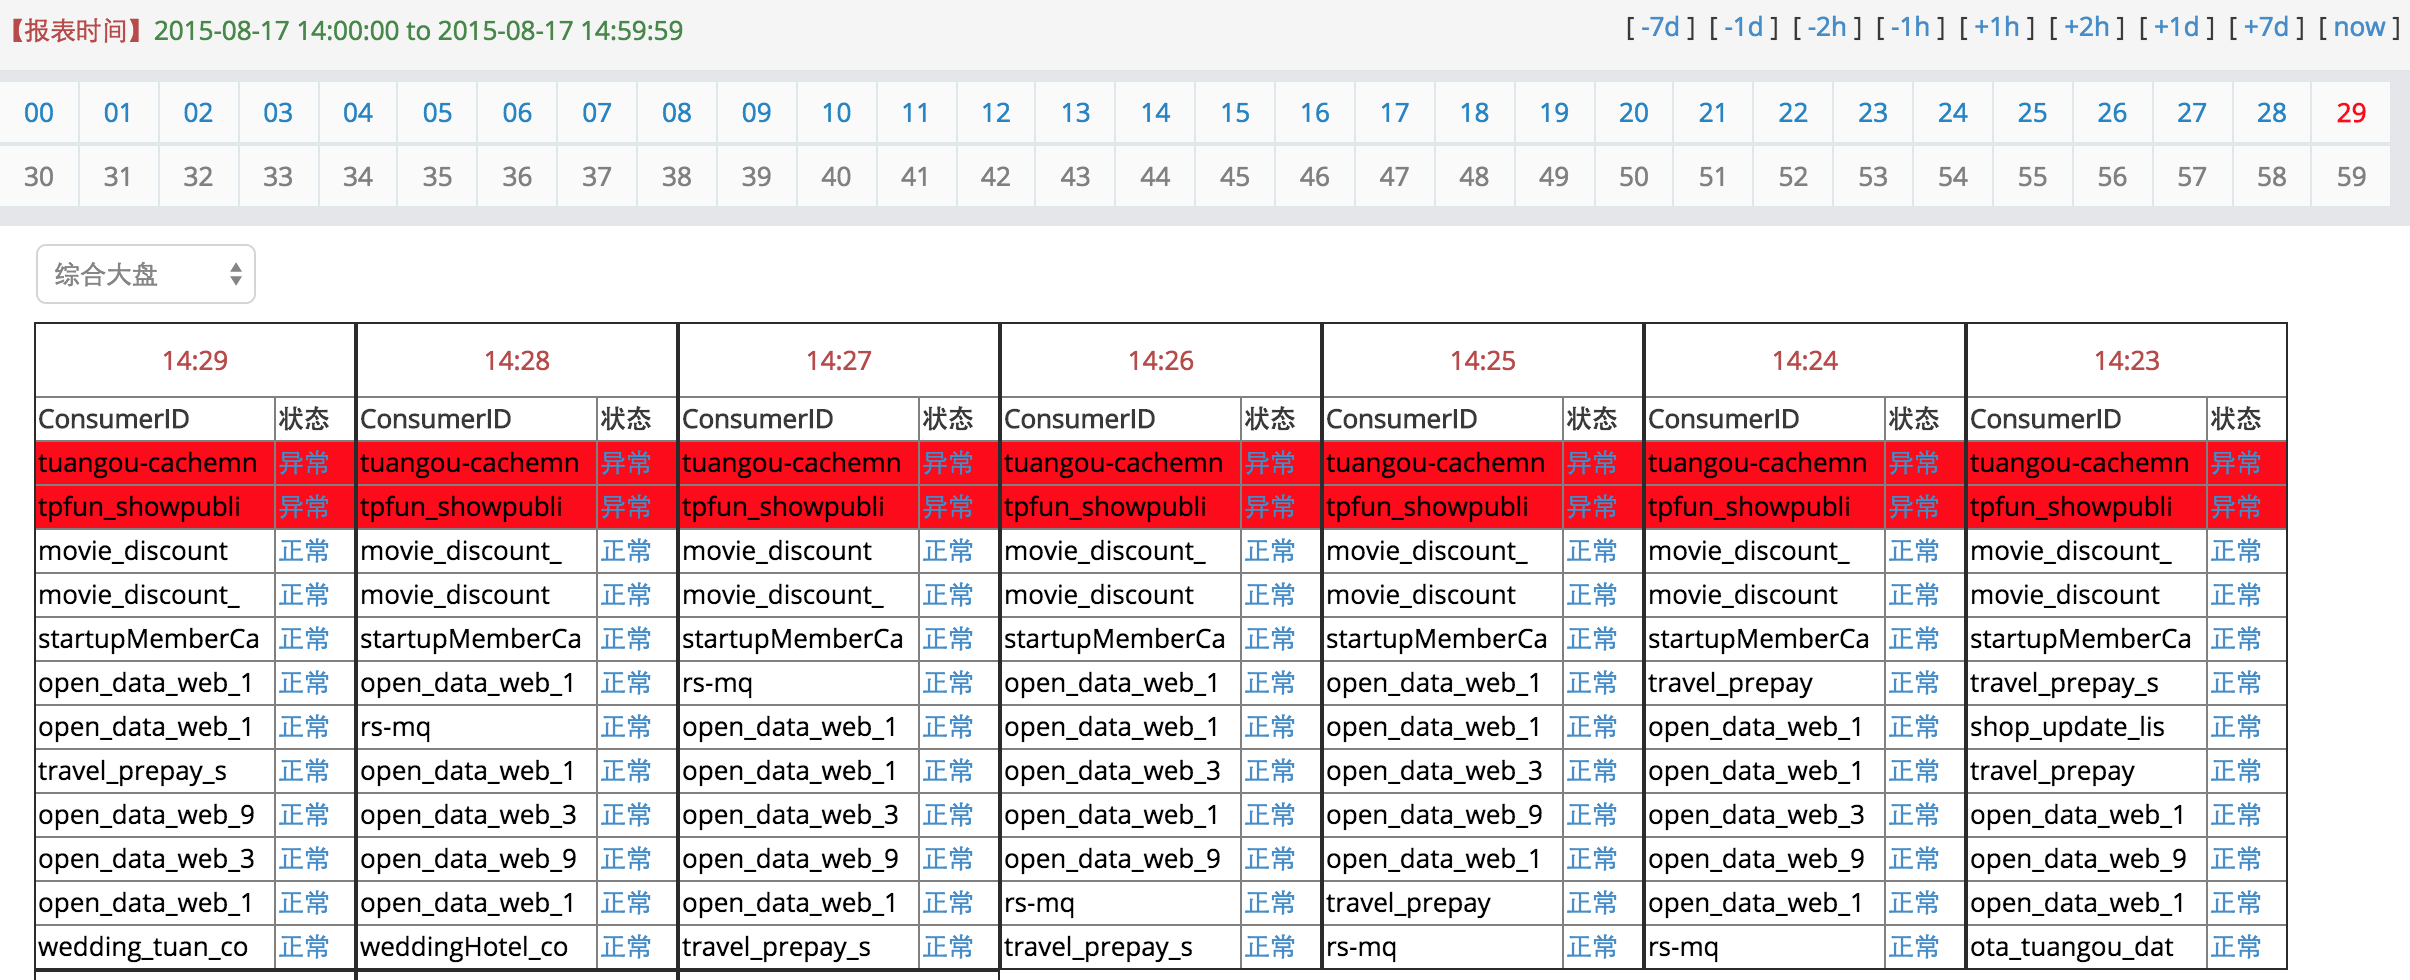 【报表时间】2015-08-17 14:00:00 to 2015-08-17 14:59:59 [ -7d ] [ -1d ] [ -2h ] [ -1h ] [ +1h ] [ +2h ] [ +1d ] [ +7d ] [ now ]
00 01 02 03 04 05 06 07 08 09 10 11 12 13 14 15 16 17 18 19 20 21 22 23 24 25 26 27 28 29
30 31 32 33 34 35 36 37 38 39 40 41 42 43 44 45 46 47 48 49 50 51 52 53 54 55 56 57 58 59
综合大盘
14:29 14:28 14:27 14:26 14:25 14:24 14:23
ConsumerID 状态 ConsumerID 状态 ConsumerID 状态 ConsumerID 状态 ConsumerID 状态 ConsumerID 状态 ConsumerID 状态
tuangou-cachemn 异常 tuangou-cachemn 异常 tuangou-cachemn 异常 tuangou-cachemn 异常 tuangou-cachemn 异常 tuangou-cachemn 异常 tuangou-cachemn 异常
tpfun_showpubli 异常 tpfun_showpubli 异常 tpfun_showpubli 异常 tpfun_showpubli 异常 tpfun_showpubli 异常 tpfun_showpubli 异常 tpfun_showpubli 异常
movie_discount 正常 movie_discount_ 正常 movie_discount 正常 movie_discount_ 正常 movie_discount_ 正常 movie_discount_ 正常 movie_discount_ 正常
movie_discount_ 正常 movie_discount 正常 movie_discount_ 正常 movie_discount 正常 movie_discount 正常 movie_discount 正常 movie_discount 正常
startupMemberCa 正常 startupMemberCa 正常 startupMemberCa 正常 startupMemberCa 正常 startupMemberCa 正常 startupMemberCa 正常 startupMemberCa 正常
open_data_web_1 正常 open_data_web_1 正常 rs-mq 正常 open_data_web_1 正常 open_data_web_1 正常 travel_prepay 正常 travel_prepay_s 正常
open_data_web_1 正常 rs-mq 正常 open_data_web_1 正常 open_data_web_1 正常 open_data_web_1 正常 open_data_web_1 正常 shop_update_lis 正常
travel_prepay_s 正常 open_data_web_1 正常 open_data_web_1 正常 open_data_web_3 正常 open_data_web_3 正常 open_data_web_1 正常 travel_prepay 正常
open_data_web_9 正常 open_data_web_3 正常 open_data_web_3 正常 open_data_web_1 正常 open_data_web_9 正常 open_data_web_3 正常 open_data_web_1 正常
open_data_web_3 正常 open_data_web_9 正常 open_data_web_9 正常 open_data_web_9 正常 open_data_web_1 正常 open_data_web_9 正常 open_data_web_9 正常
open_data_web_1 正常 open_data_web_1 正常 open_data_web_1 正常 rs-mq 正常 travel_prepay 正常 open_data_web_1 正常 open_data_web_1 正常
wedding_tuan_co 正常 weddingHotel_co 正常 travel_prepay_s 正常 travel_prepay_s 正常 rs-mq 正常 rs-mq 正常 ota_tuangou_dat 正常